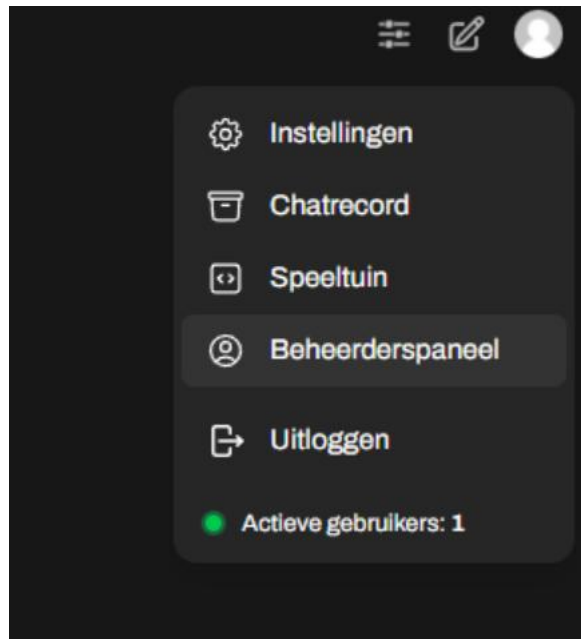 Instellingen
Chatrecord
Speeltuin
Beheerderspaneel
Uitloggen
Actieve gebruikers: 1